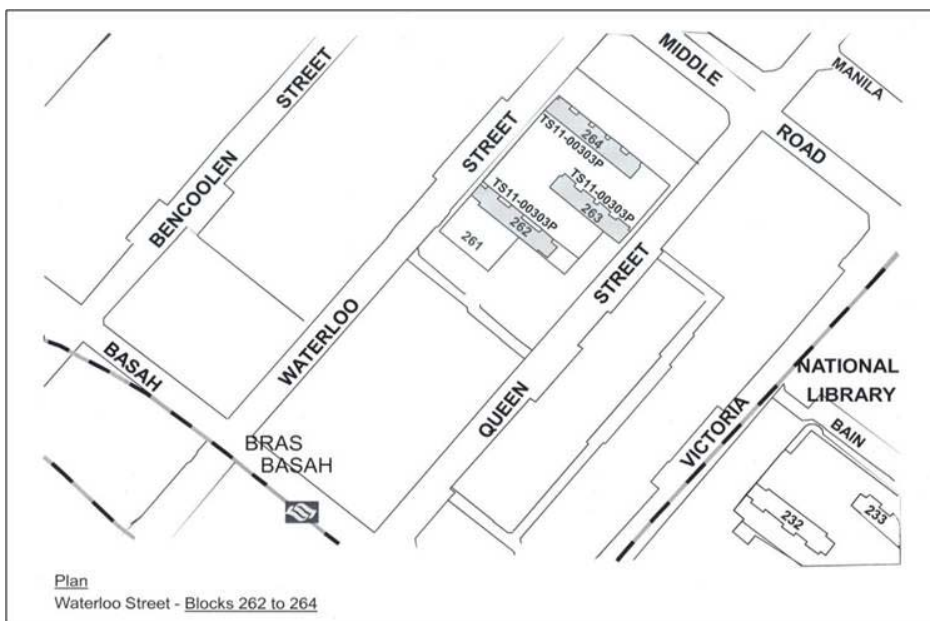 MIDDLE
ROAD
MANILA
BENCOOLEN
STREET
WATERLOO
STREET
264
TS11-00303P
TS11-00303P
263
TS11-00303P
262
261
QUEEN
STREET
BASAH
BRAS
BASAH
VICTORIA
NATIONAL
LIBRARY
BAIN
232
233
Plan
Waterloo Street - Blocks 262 to 264